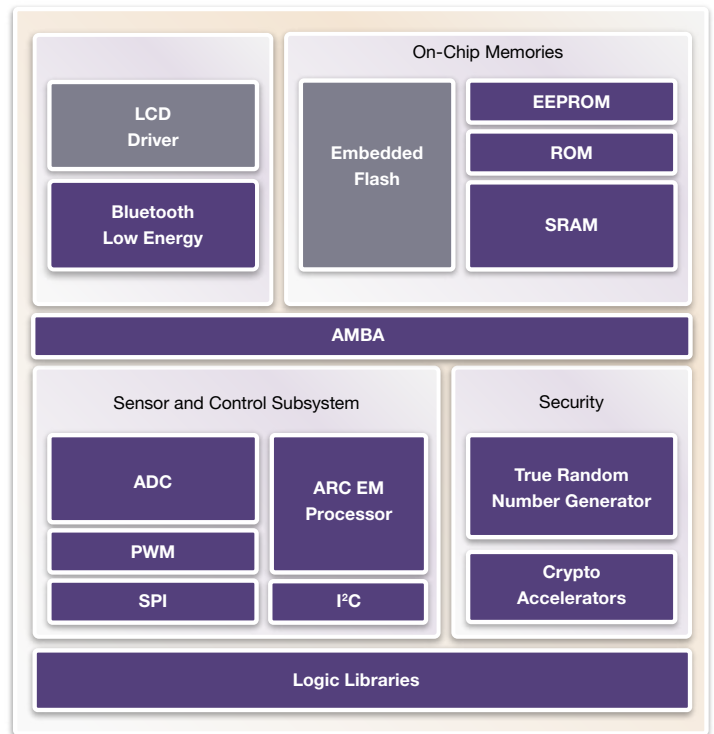 LCD
Driver
Bluetooth
Low Energy
On-Chip Memories
Embedded
Flash
EEPROM
ROM
SRAM
AMBA
Sensor and Control Subsystem
ADC
PWM
SPI
ARC EM
Processor
I²C
Security
True Random
Number Generator
Crypto
Accelerators
Logic Libraries